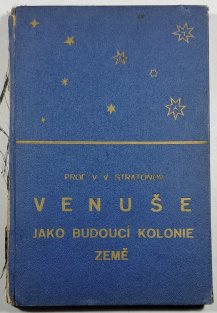 PROF. V. V. STRATONOV
VENUŠE
JAKO BUDOUCÍ KOLONIE
ZEMĚ